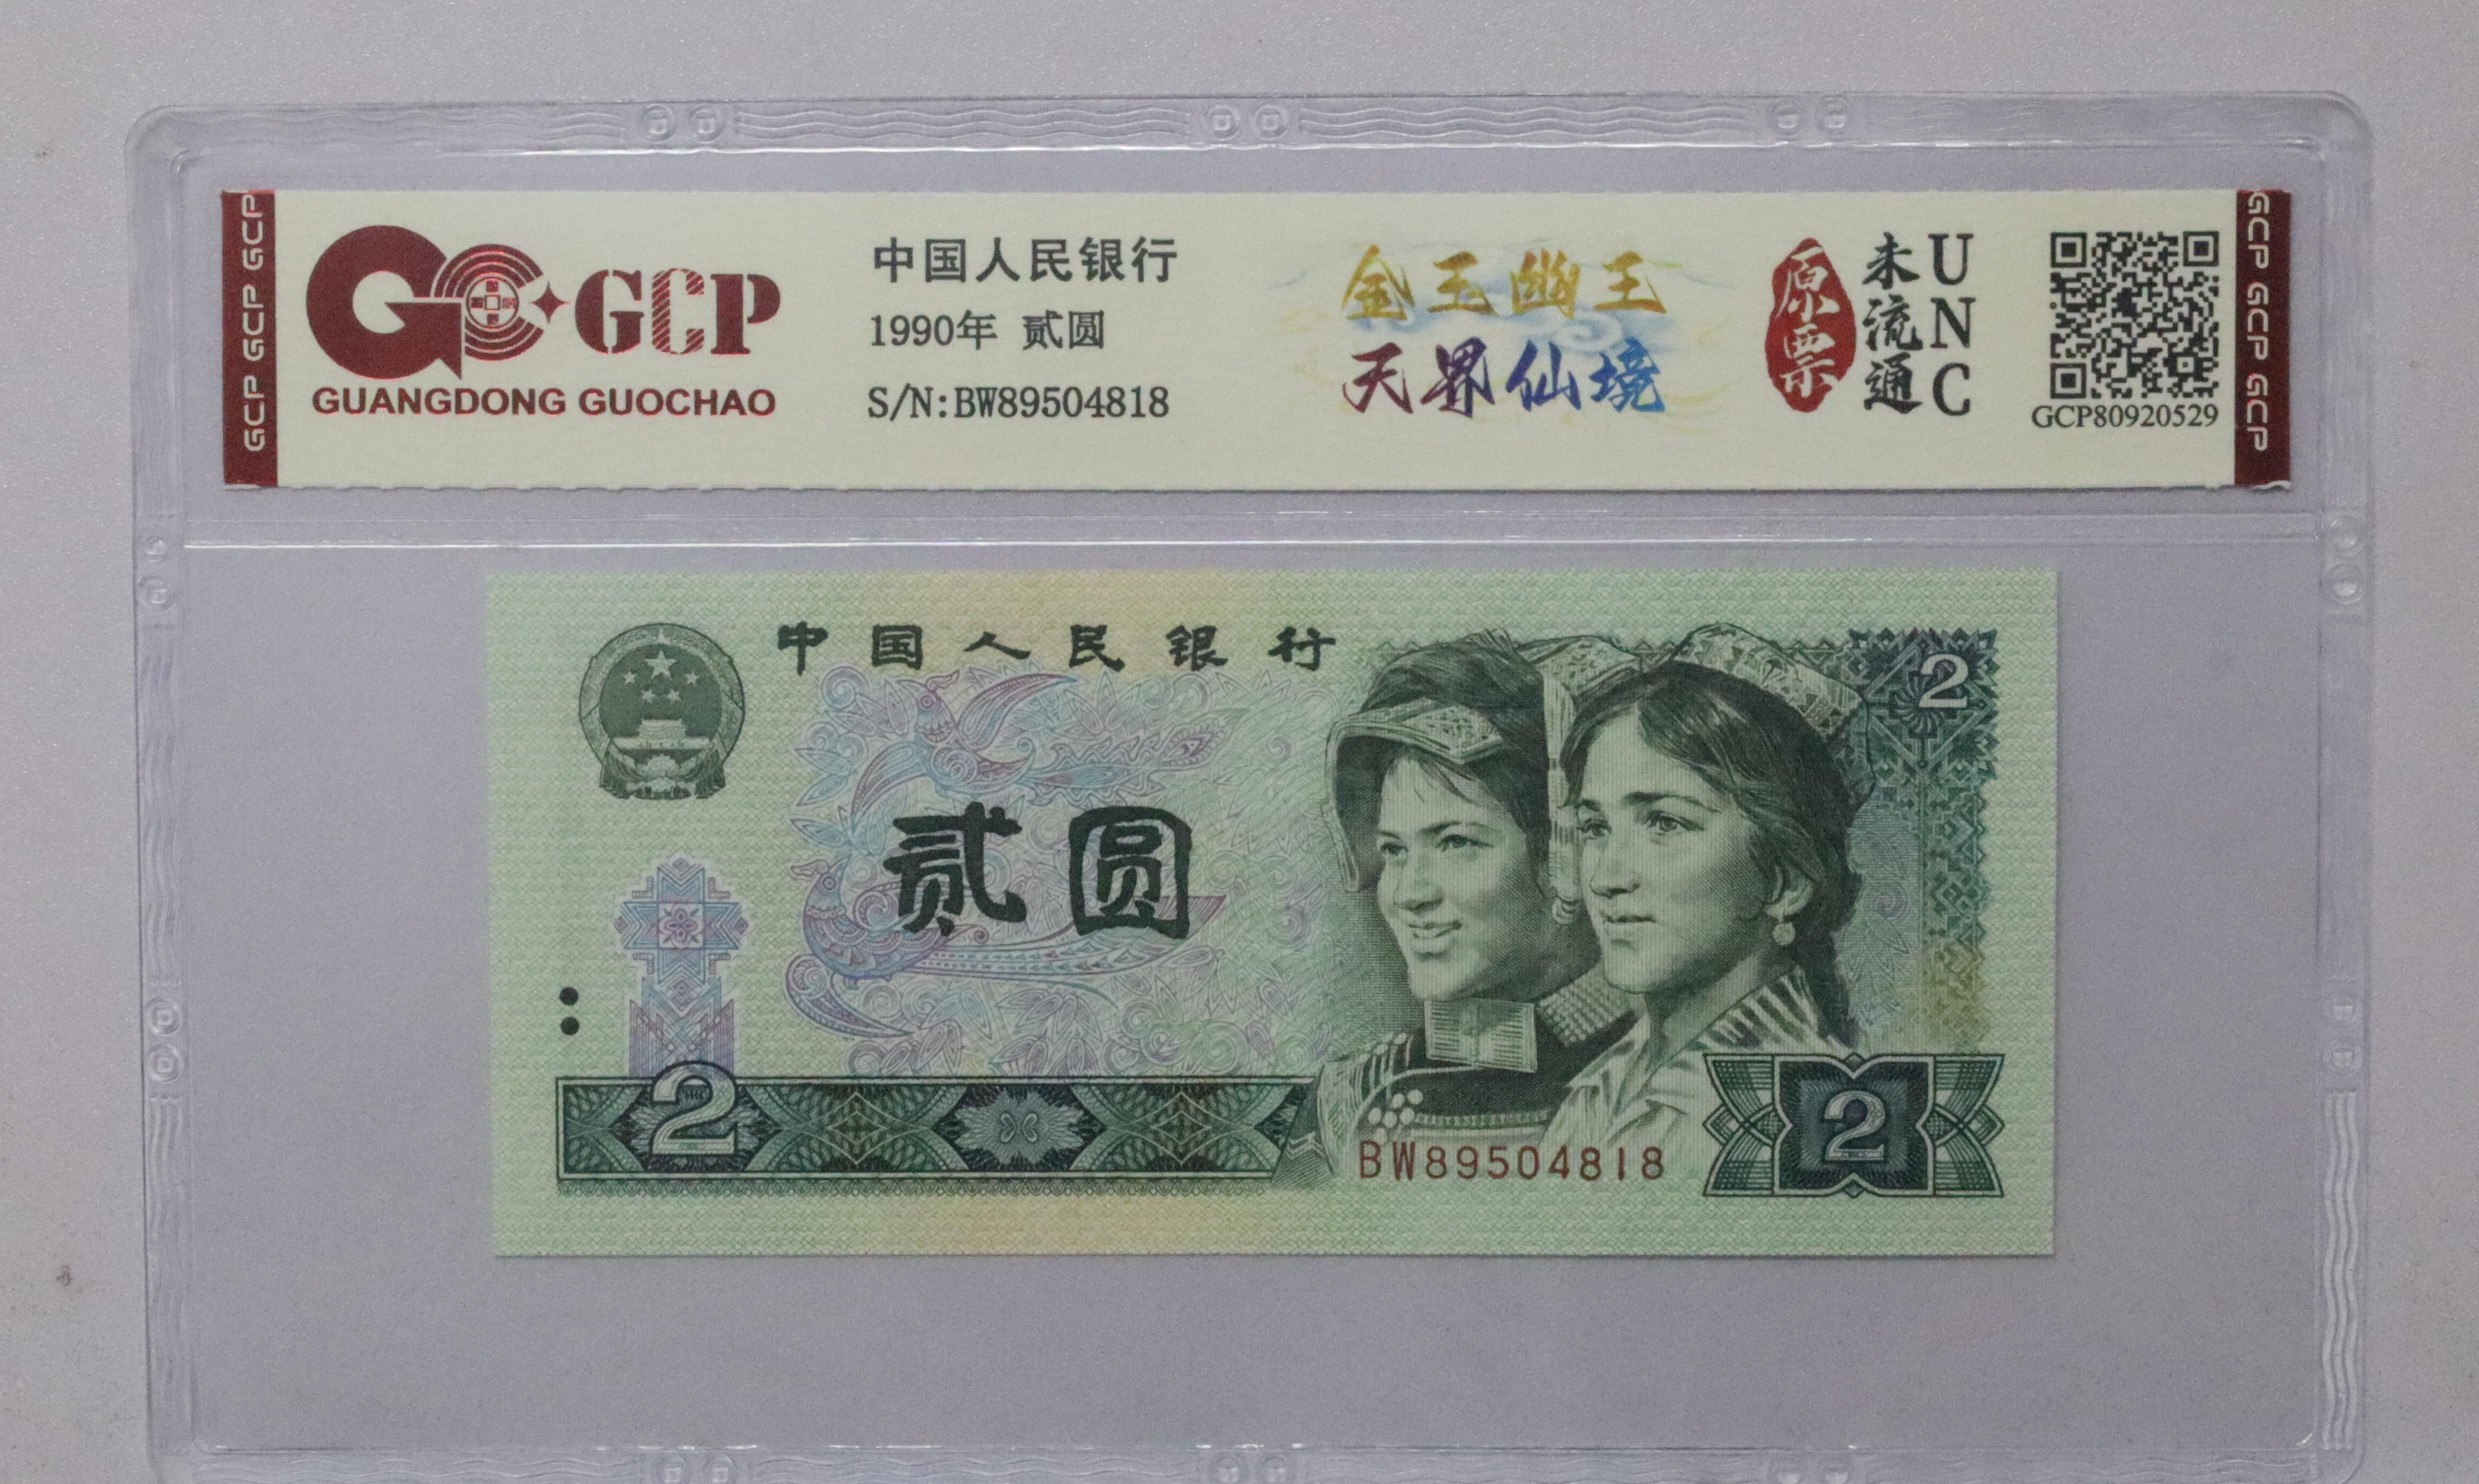 GCP GCP GCP
GCP
GUANGDONG GUOCHAO
中国人民银行
1990年 贰圆
S/N:BW89504818
金玉幽王
天界仙境
原票
未流通
UNC
GCP80920529
GCP GCP GCP
中国人民银行
2
贰圆
2
BW89504818
2